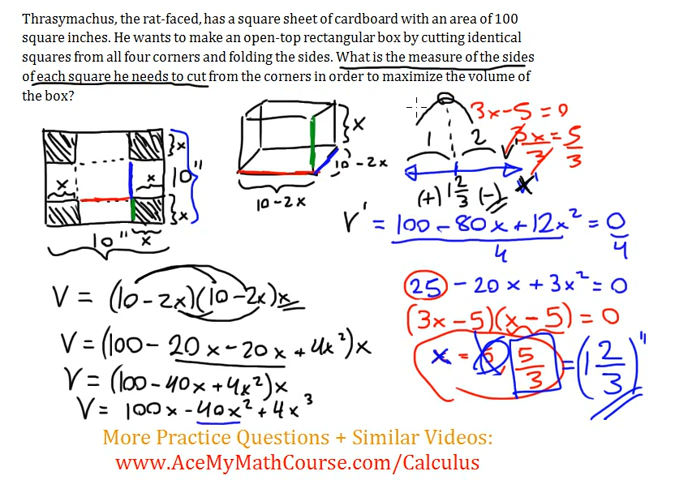 Thrasymachus, the rat-faced, has a square sheet of cardboard with an area of 100
square inches. He wants to make an open-top rectangular box by cutting identical
squares from all four corners and folding the sides. What is the measure of the sides
of each square he needs to cut from the corners in order to maximize the volume of
the box?
x
x
10"
x
x
10"
x
x
10-2x
10-2x
3x-5=0
3x/3=5/3
1 2
(+) 1 2/3 (-) x
V' = 100-80x+12x²/4 = 0/4
25 - 20x + 3x² = 0
(3x-5)(x-5) = 0
x = 5, 5/3 = (1 2/3)"
V = (10-2x)(10-2x)x
V = (100-20x-20x+4x²)x
V = (100-40x+4x²)x
V = 100x-40x²+4x³
More Practice Questions + Similar Videos:
www.AceMyMathCourse.com/Calculus